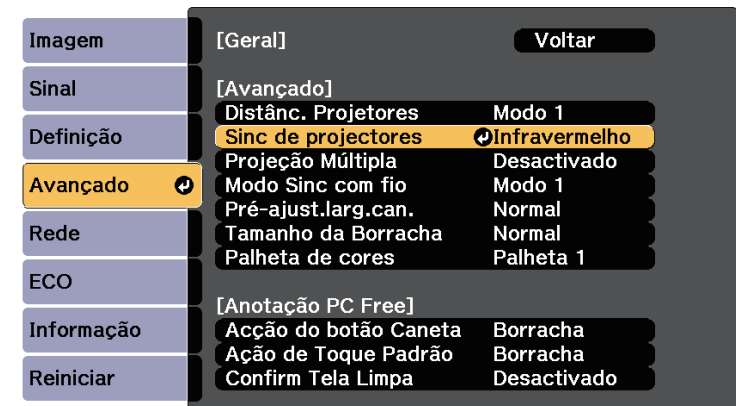 Imagem
Sinal
Definição
Avançado
Rede
ECO
Informação
Reiniciar
[Geral] Voltar
[Avançado]
Distânc. Projetores Modo 1
Sinc de projectores Infravermelho
Projeção Múltipla Desactivado
Modo Sinc com fio Modo 1
Pré-ajust.larg.can. Normal
Tamanho da Borracha Normal
Palheta de cores Palheta 1
[Anotação PC Free]
Acção do botão Caneta Borracha
Ação de Toque Padrão Borracha
Confirm Tela Limpa Desactivado